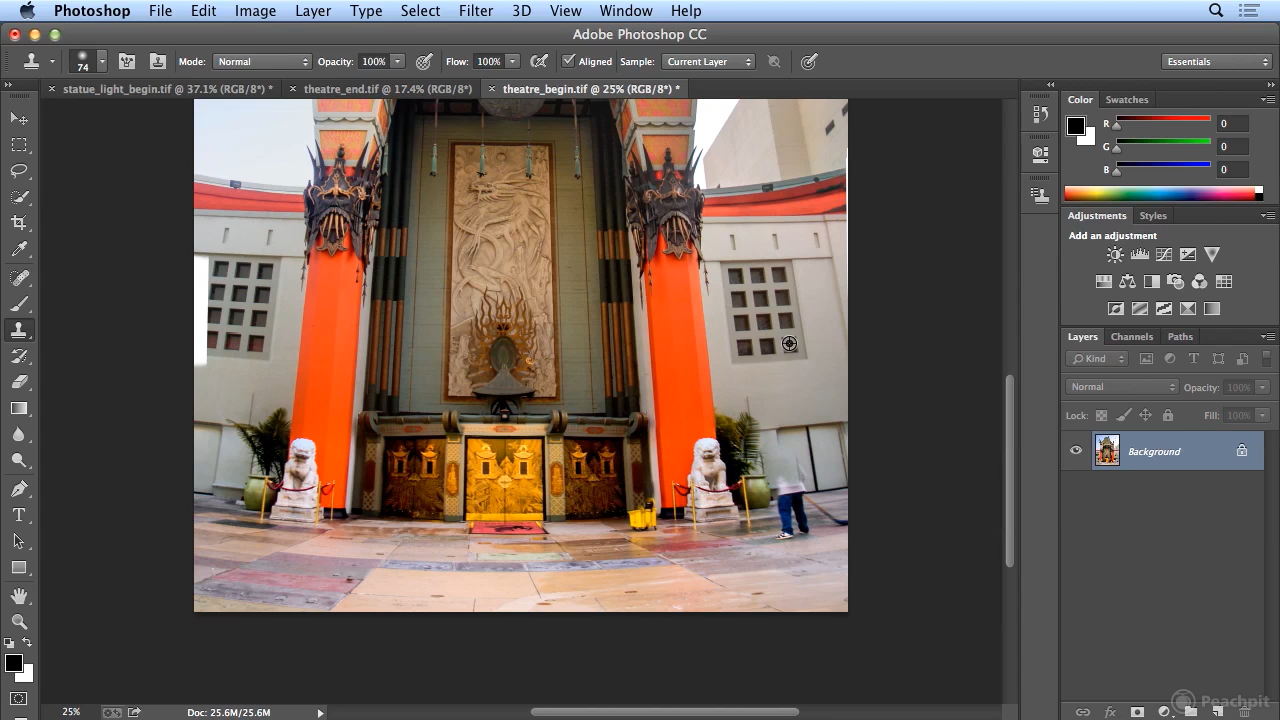 Photoshop File Edit Image Layer Type Select Filter 3D View Window Help
Adobe Photoshop CC
74 Mode: Normal Opacity: 100% Flow: 100% Aligned Sample: Current Layer Essentials
statue_light_begin.tif @ 37.1% (RGB/8*) * theatre_end.tif @ 17.4% (RGB/8*) theatre_begin.tif @ 25% (RGB/8*) *
Color Swatches
R 0
G 0
B 0
Adjustments Styles
Add an adjustment
Layers Channels Paths
Kind
Normal Opacity: 100%
Lock: Fill: 100%
Background
T
fx
Peachpit
25% Doc: 25.6M/25.6M